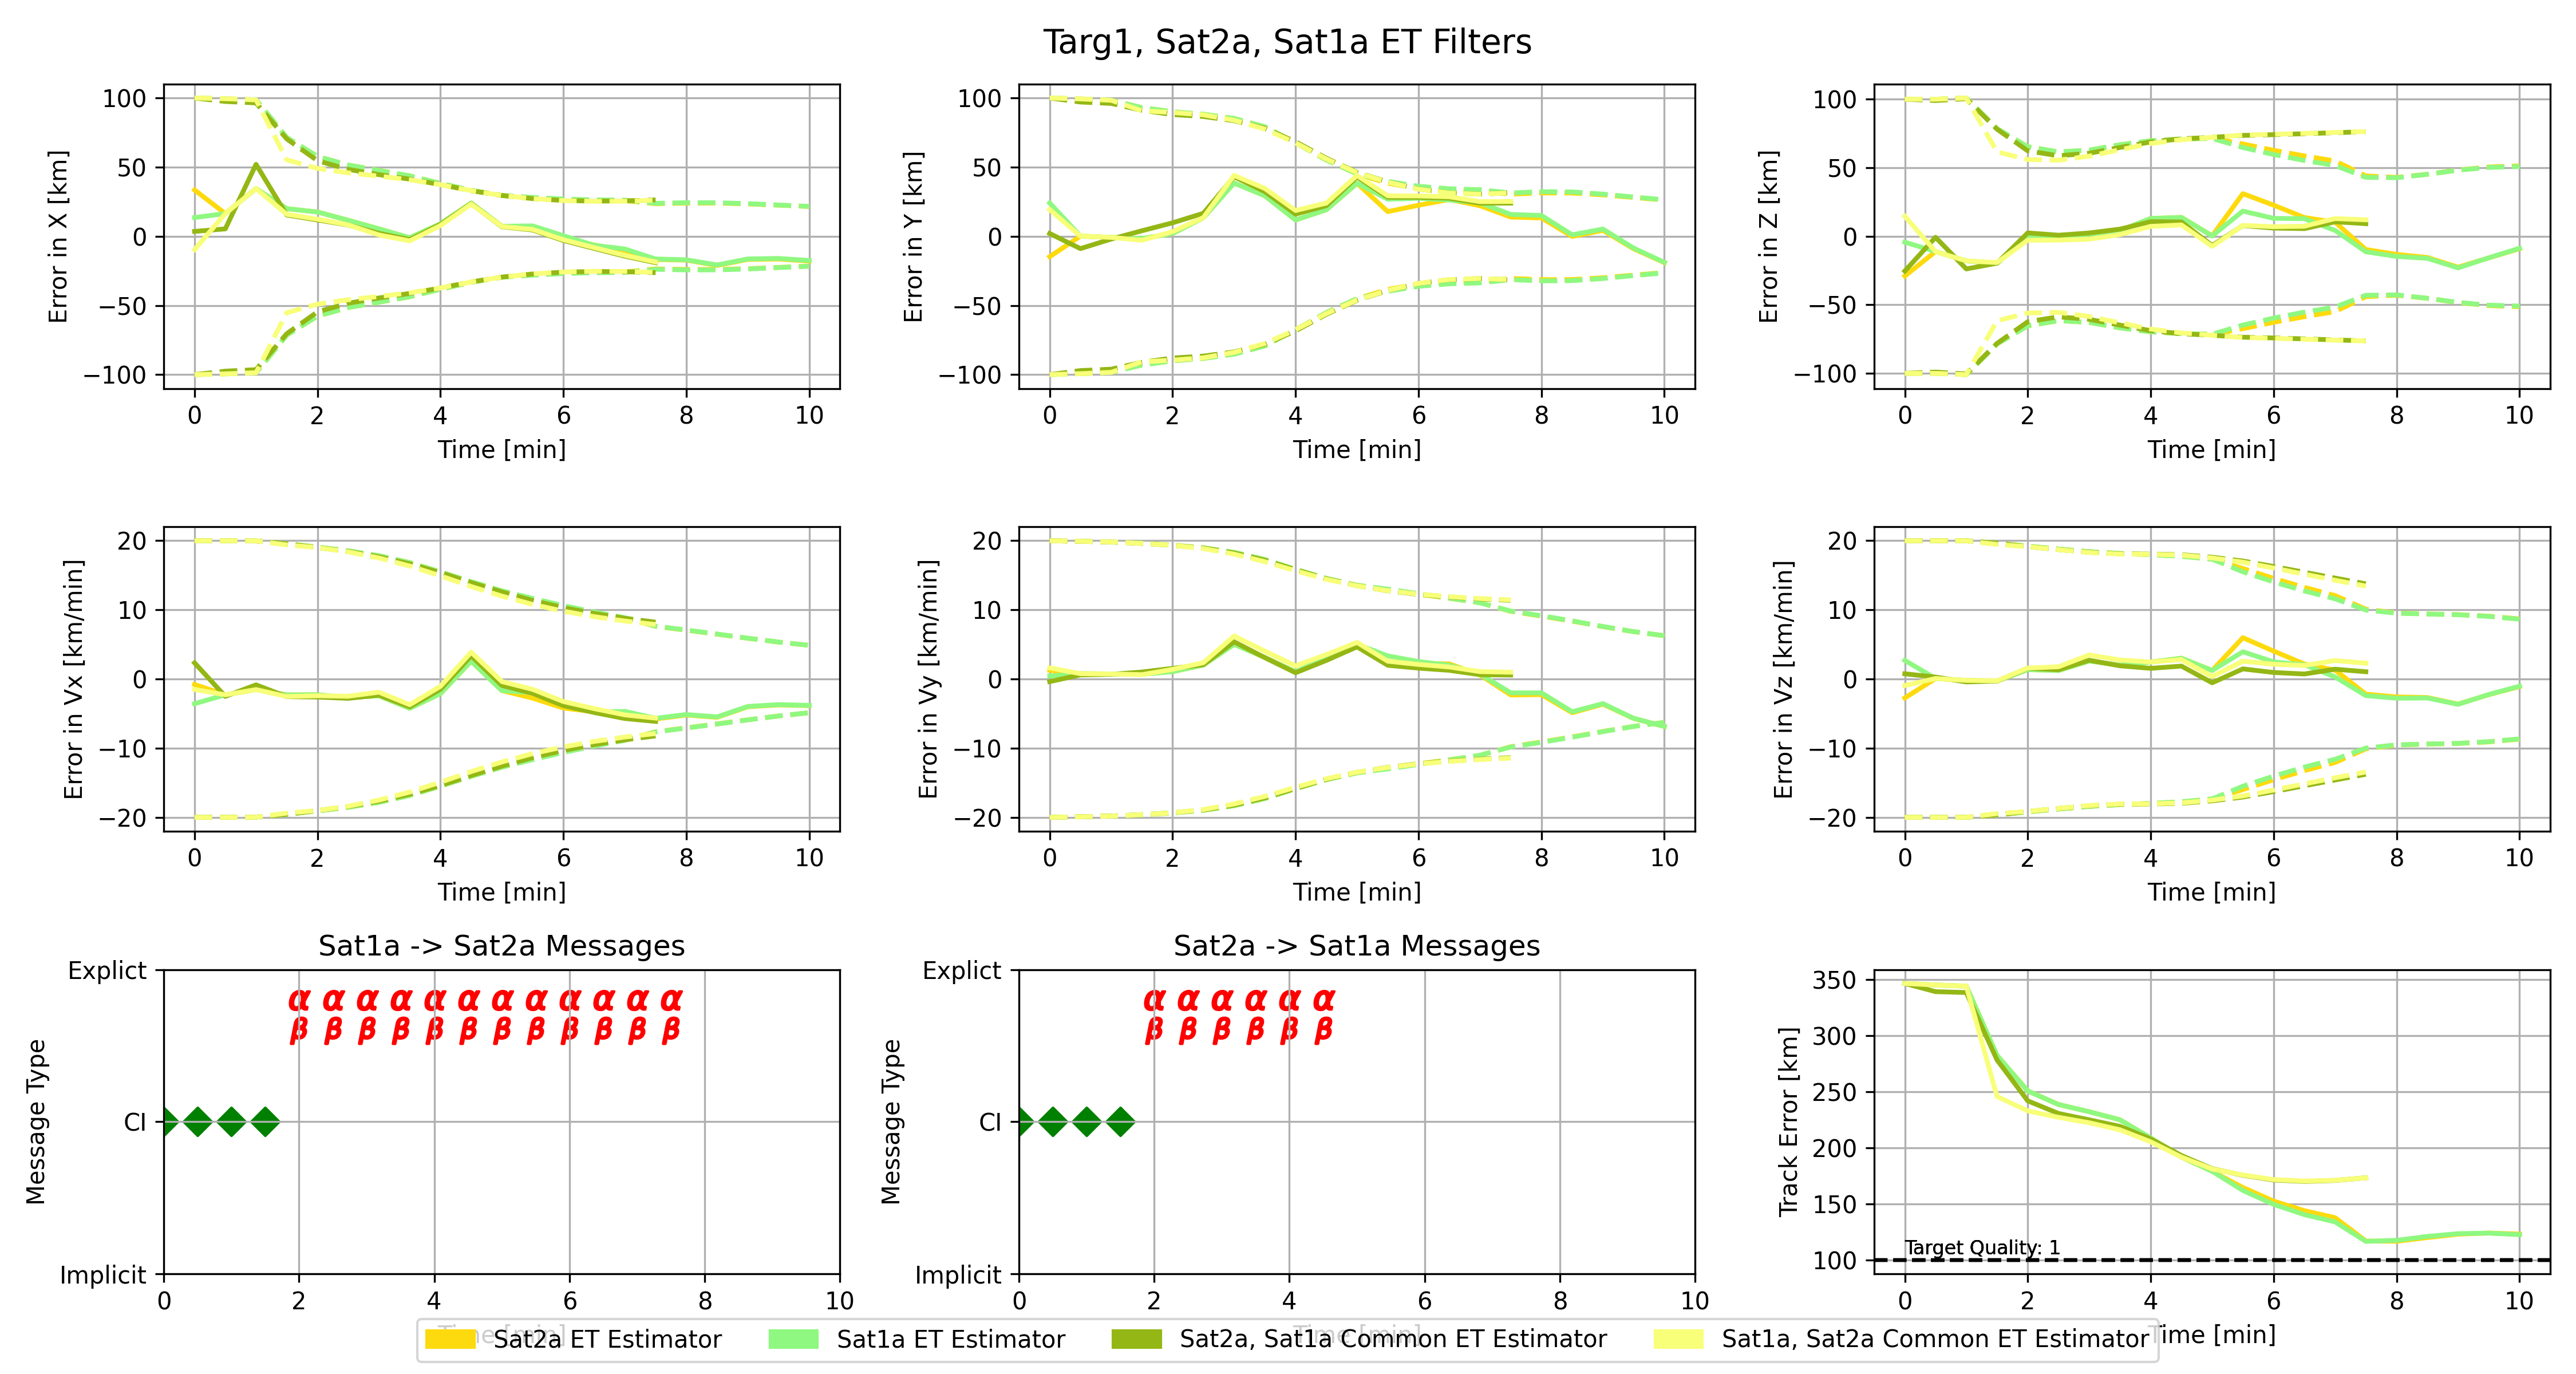 Targ1, Sat2a, Sat1a ET Filters
Error in X [km]
100
50
0
−50
−100
0 2 4 6 8 10
Time [min]
Error in Y [km]
100
50
0
−50
−100
0 2 4 6 8 10
Time [min]
Error in Z [km]
100
50
0
−50
−100
0 2 4 6 8 10
Time [min]
Error in Vx [km/min]
20
10
0
−10
−20
0 2 4 6 8 10
Time [min]
Error in Vy [km/min]
20
10
0
−10
−20
0 2 4 6 8 10
Time [min]
Error in Vz [km/min]
20
10
0
−10
−20
0 2 4 6 8 10
Time [min]
Sat1a -> Sat2a Messages
Message Type
Explict
α α α α α α α α α α α α
β β β β β β β β β β β β
CI
Implicit
0 2 4 6 8 10
Time [min]
Sat2a -> Sat1a Messages
Message Type
Explict
α α α α α α
β β β β β β
CI
Implicit
0 2 4 6 8 10
Time [min]
Track Error [km]
350
300
250
200
150
100
Target Quality: 1
0 2 4 6 8 10
Time [min]
Sat2a ET Estimator
Sat1a ET Estimator
Sat2a, Sat1a Common ET Estimator
Sat1a, Sat2a Common ET Estimator